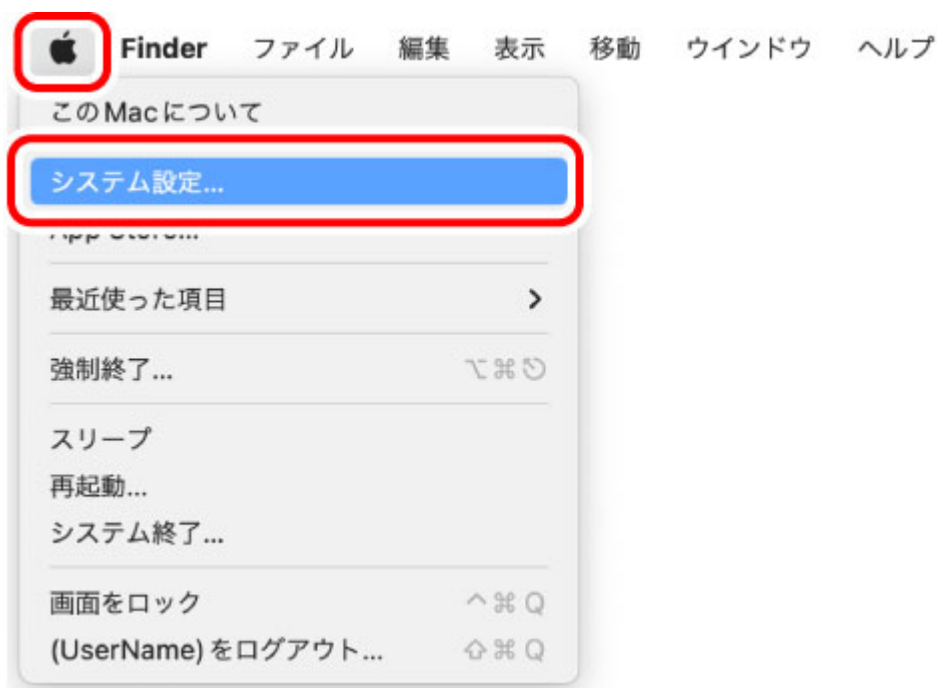 Finder ファイル 編集 表示 移動 ウインドウ ヘルプ
このMacについて
システム設定...
App Store...
最近使った項目
強制終了... ⌥⌘⎋
スリープ
再起動...
システム終了...
画面をロック ^⌘Q
(UserName)をログアウト... ⇧⌘Q